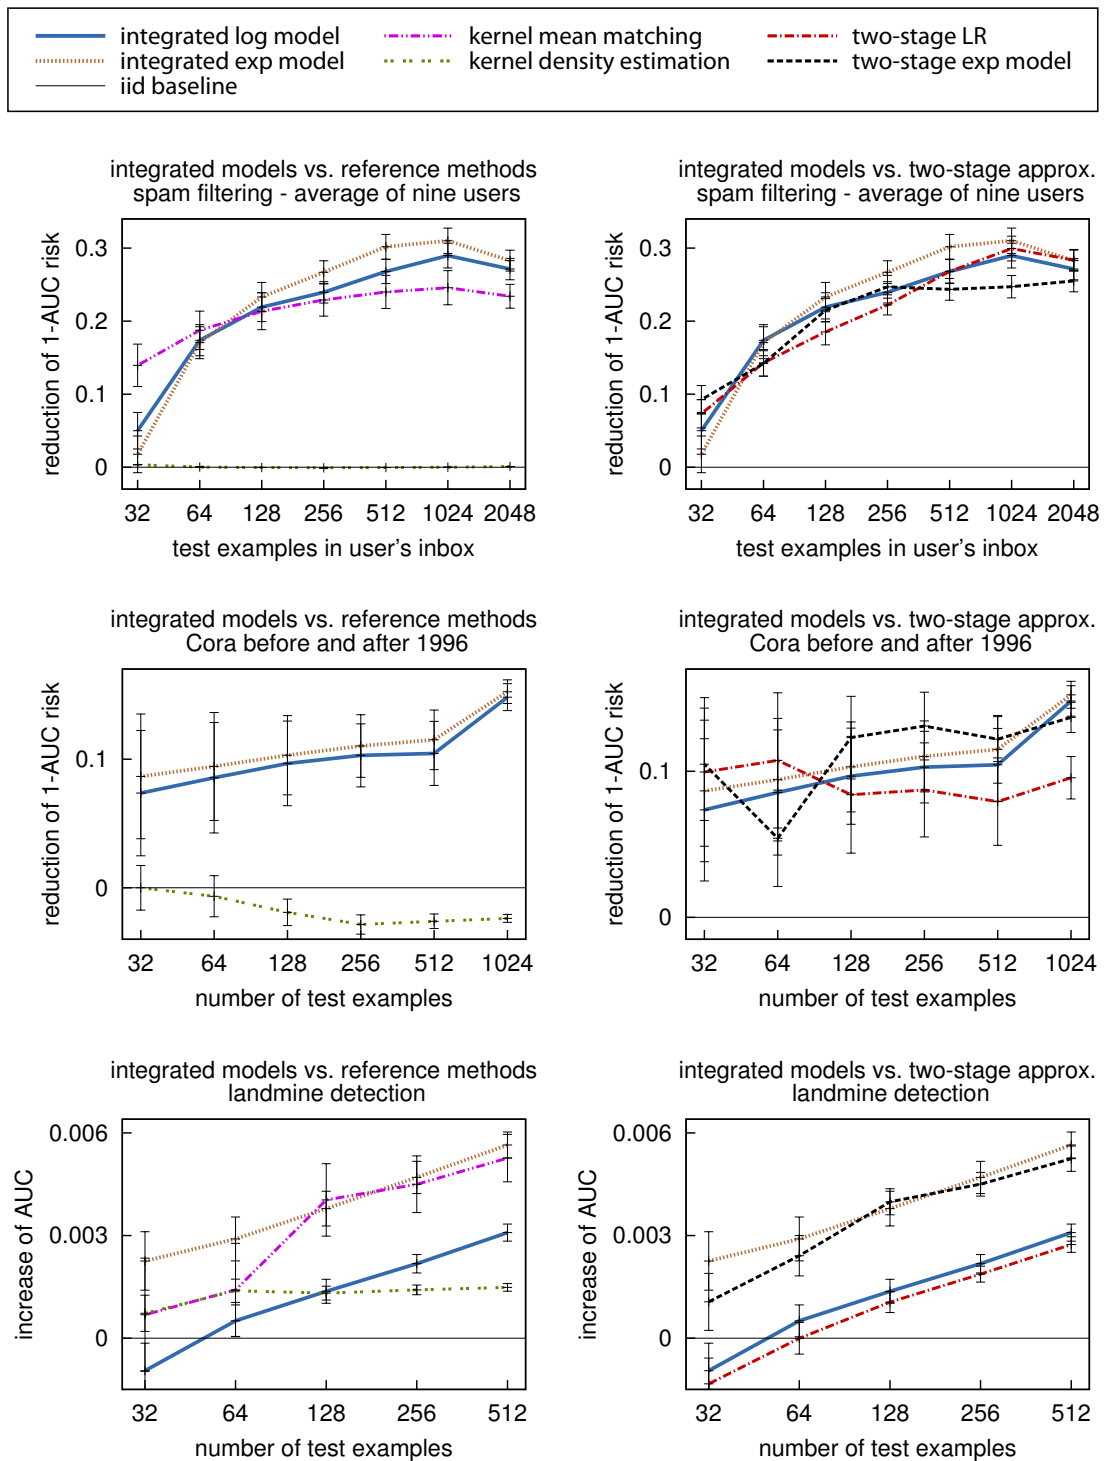 integrated log model
integrated exp model
iid baseline
kernel mean matching
kernel density estimation
two-stage LR
two-stage exp model
integrated models vs. reference methods
spam filtering - average of nine users
reduction of 1-AUC risk
0.3
0.2
0.1
0
32 64 128 256 512 1024 2048
test examples in user's inbox
integrated models vs. two-stage approx.
spam filtering - average of nine users
reduction of 1-AUC risk
0.3
0.2
0.1
0
32 64 128 256 512 1024 2048
test examples in user's inbox
integrated models vs. reference methods
Cora before and after 1996
reduction of 1-AUC risk
0.1
0
32 64 128 256 512 1024
number of test examples
integrated models vs. two-stage approx.
Cora before and after 1996
reduction of 1-AUC risk
0.1
0
32 64 128 256 512 1024
number of test examples
integrated models vs. reference methods
landmine detection
increase of AUC
0.006
0.003
0
32 64 128 256 512
number of test examples
integrated models vs. two-stage approx.
landmine detection
increase of AUC
0.006
0.003
0
32 64 128 256 512
number of test examples